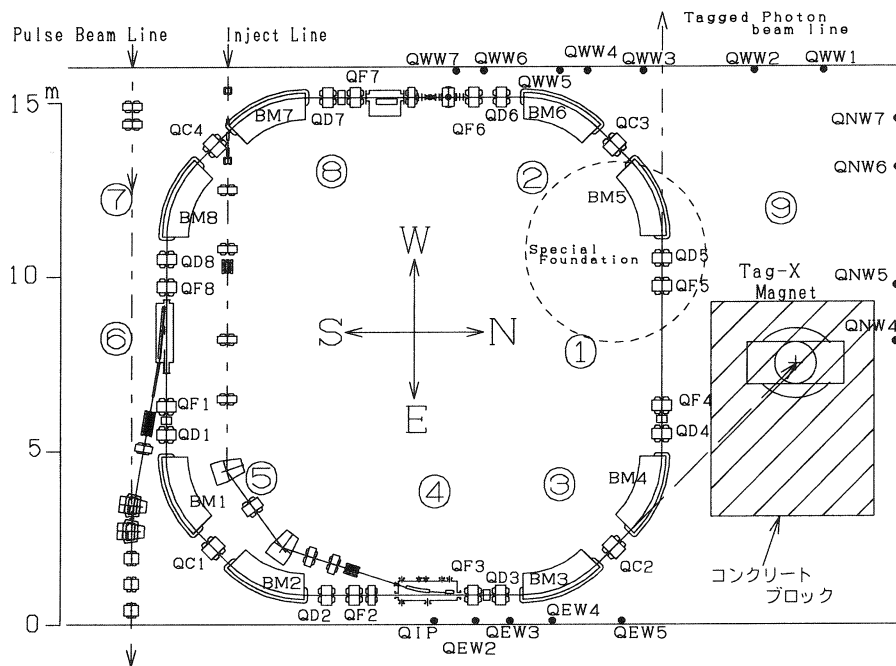 Pulse Beam Line
Inject Line
Tagged Photon
beam line
QWW7
QWW6
QWW5
QWW4
QWW3
QWW2
QWW1
15
m
10
5
0
QF7
QD7
BM7
QC4
BM8
QF6
QD6
BM6
QC3
BM5
QNW7
QNW6
QNW5
QNW4
⑦
⑧
②
⑨
Special
Foundation
QD8
QF8
QD5
QF5
Tag-X
Magnet
W
S
N
E
⑥
①
QF1
QD1
QF4
QD4
BM1
⑤
④
③
BM4
QC1
BM2
QF3
QD3
BM3
QC2
QD2
QF2
コンクリート
ブロック
QIP
QEW2
QEW3
QEW4
QEW5